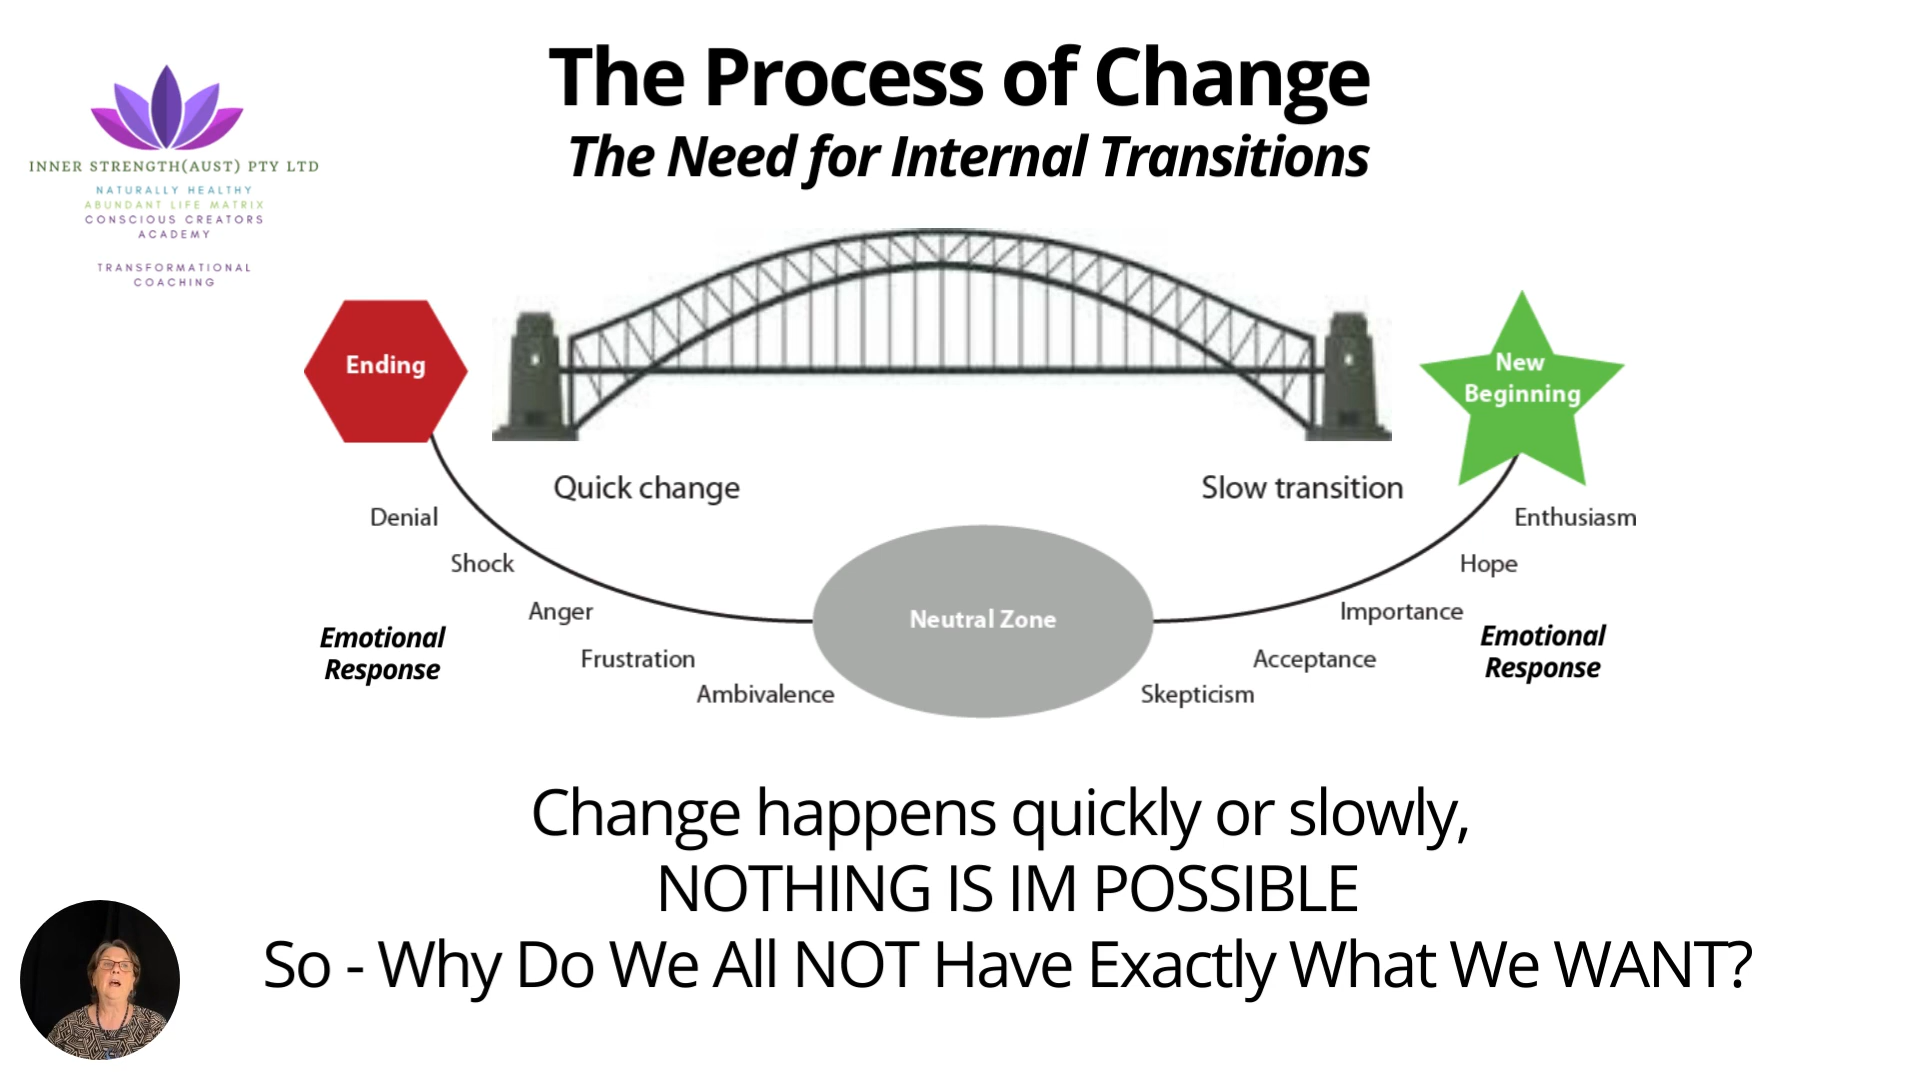 The Process of Change
The Need for Internal Transitions
INNER STRENGTH(AUST) PTY LTD
NATURALLY HEALTHY
ABUNDANT LIFE MATRIX
CONSCIOUS CREATORS
ACADEMY
TRANSFORMATIONAL
COACHING
Ending
New
Beginning
Quick change
Slow transition
Denial
Enthusiasm
Shock
Hope
Anger
Importance
Neutral Zone
Emotional
Response
Emotional
Response
Frustration
Acceptance
Ambivalence
Skepticism
Change happens quickly or slowly,
NOTHING IS IM POSSIBLE
So - Why Do We All NOT Have Exactly What We WANT?